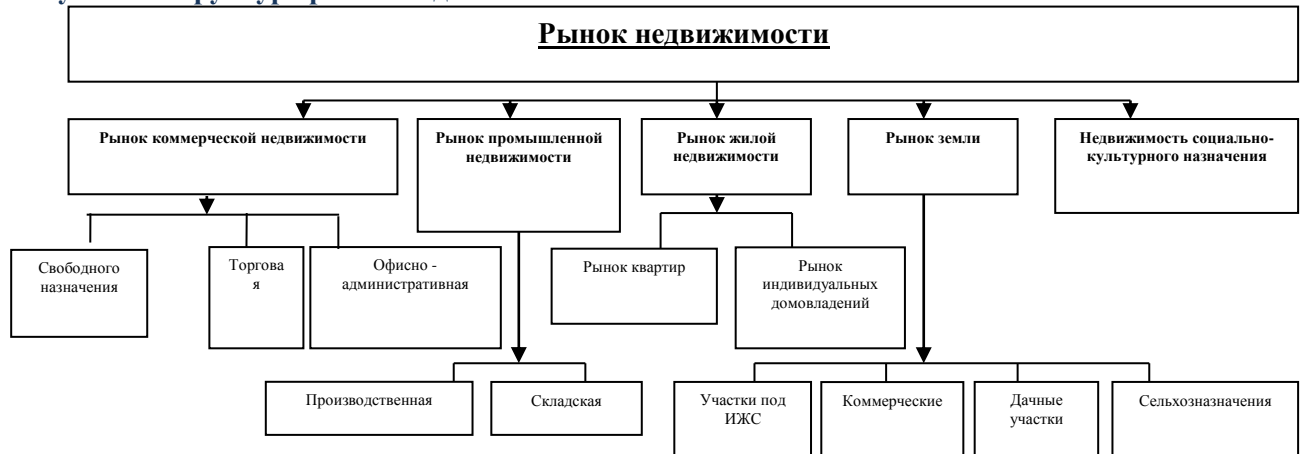 Рынок недвижимости
Рынок коммерческой недвижимости
Рынок промышленной
недвижимости
Рынок жилой
недвижимости
Рынок земли
Недвижимость социально-
культурного назначения
Свободного
назначения
Торгова
я
Офисно -
административная
Рынок квартир
Рынок
индивидуальных
домовладений
Производственная
Складская
Участки под
ИЖС
Коммерческие
Дачные
участки
Сельхозназначения